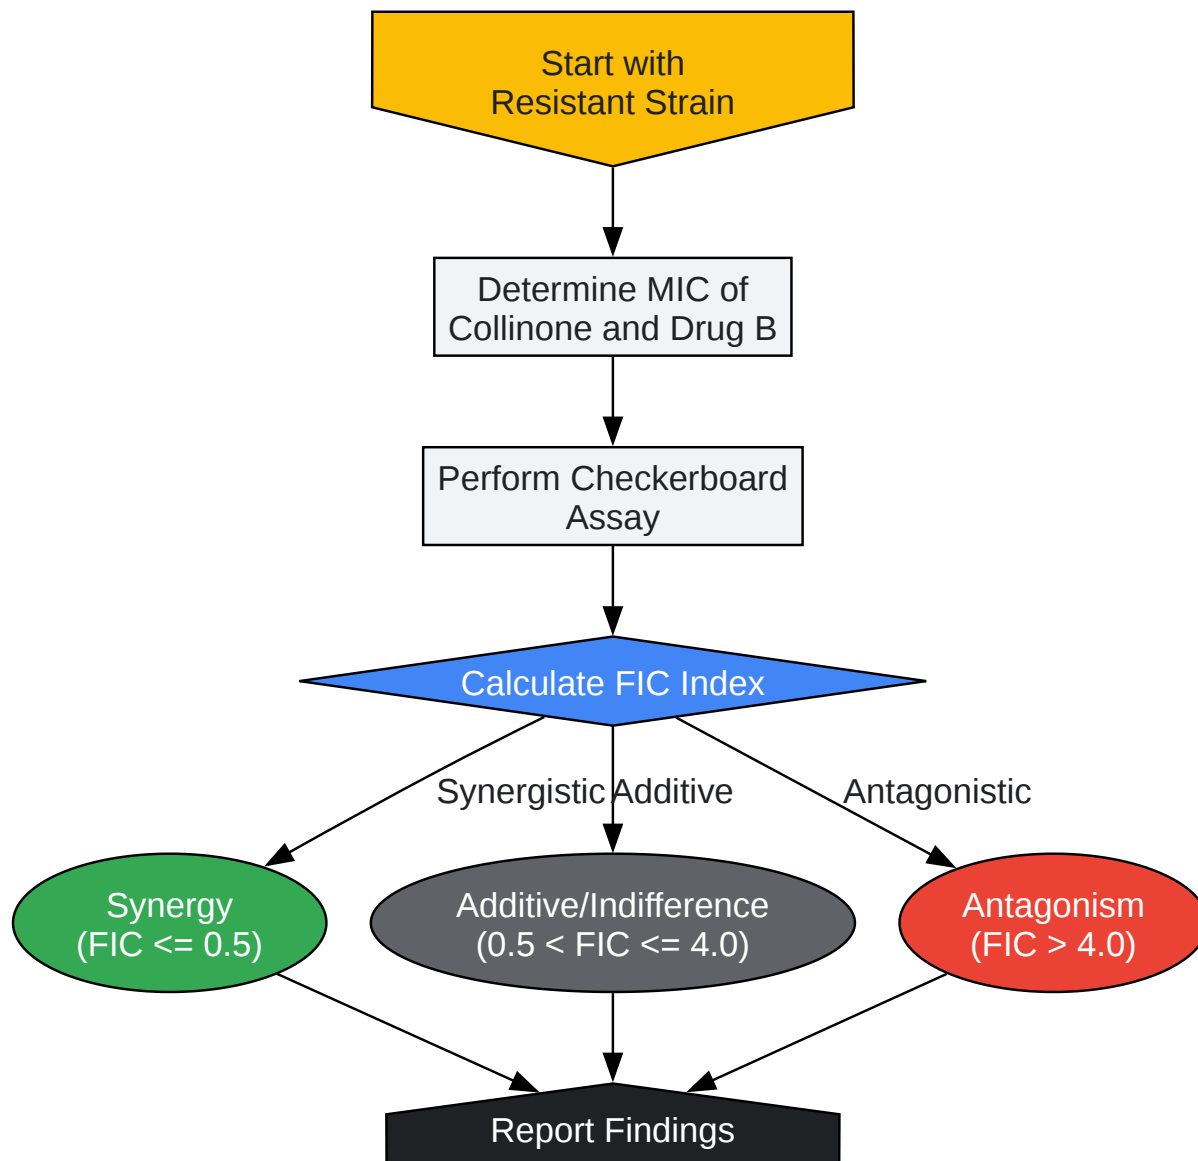 Start with
Resistant Strain
Determine MIC of
Collinone and Drug B
Perform Checkerboard
Assay
Calculate FIC Index
Synergistic
Additive
Antagonistic
Synergy
(FIC <= 0.5)
Additive/Indifference
(0.5 < FIC <= 4.0)
Antagonism
(FIC > 4.0)
Report Findings